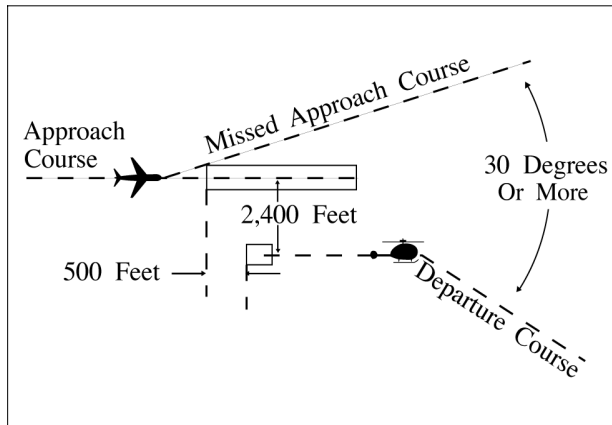 Missed Approach Course
Approach
Course
30 Degrees
Or More
2,400 Feet
500 Feet
Departure Course